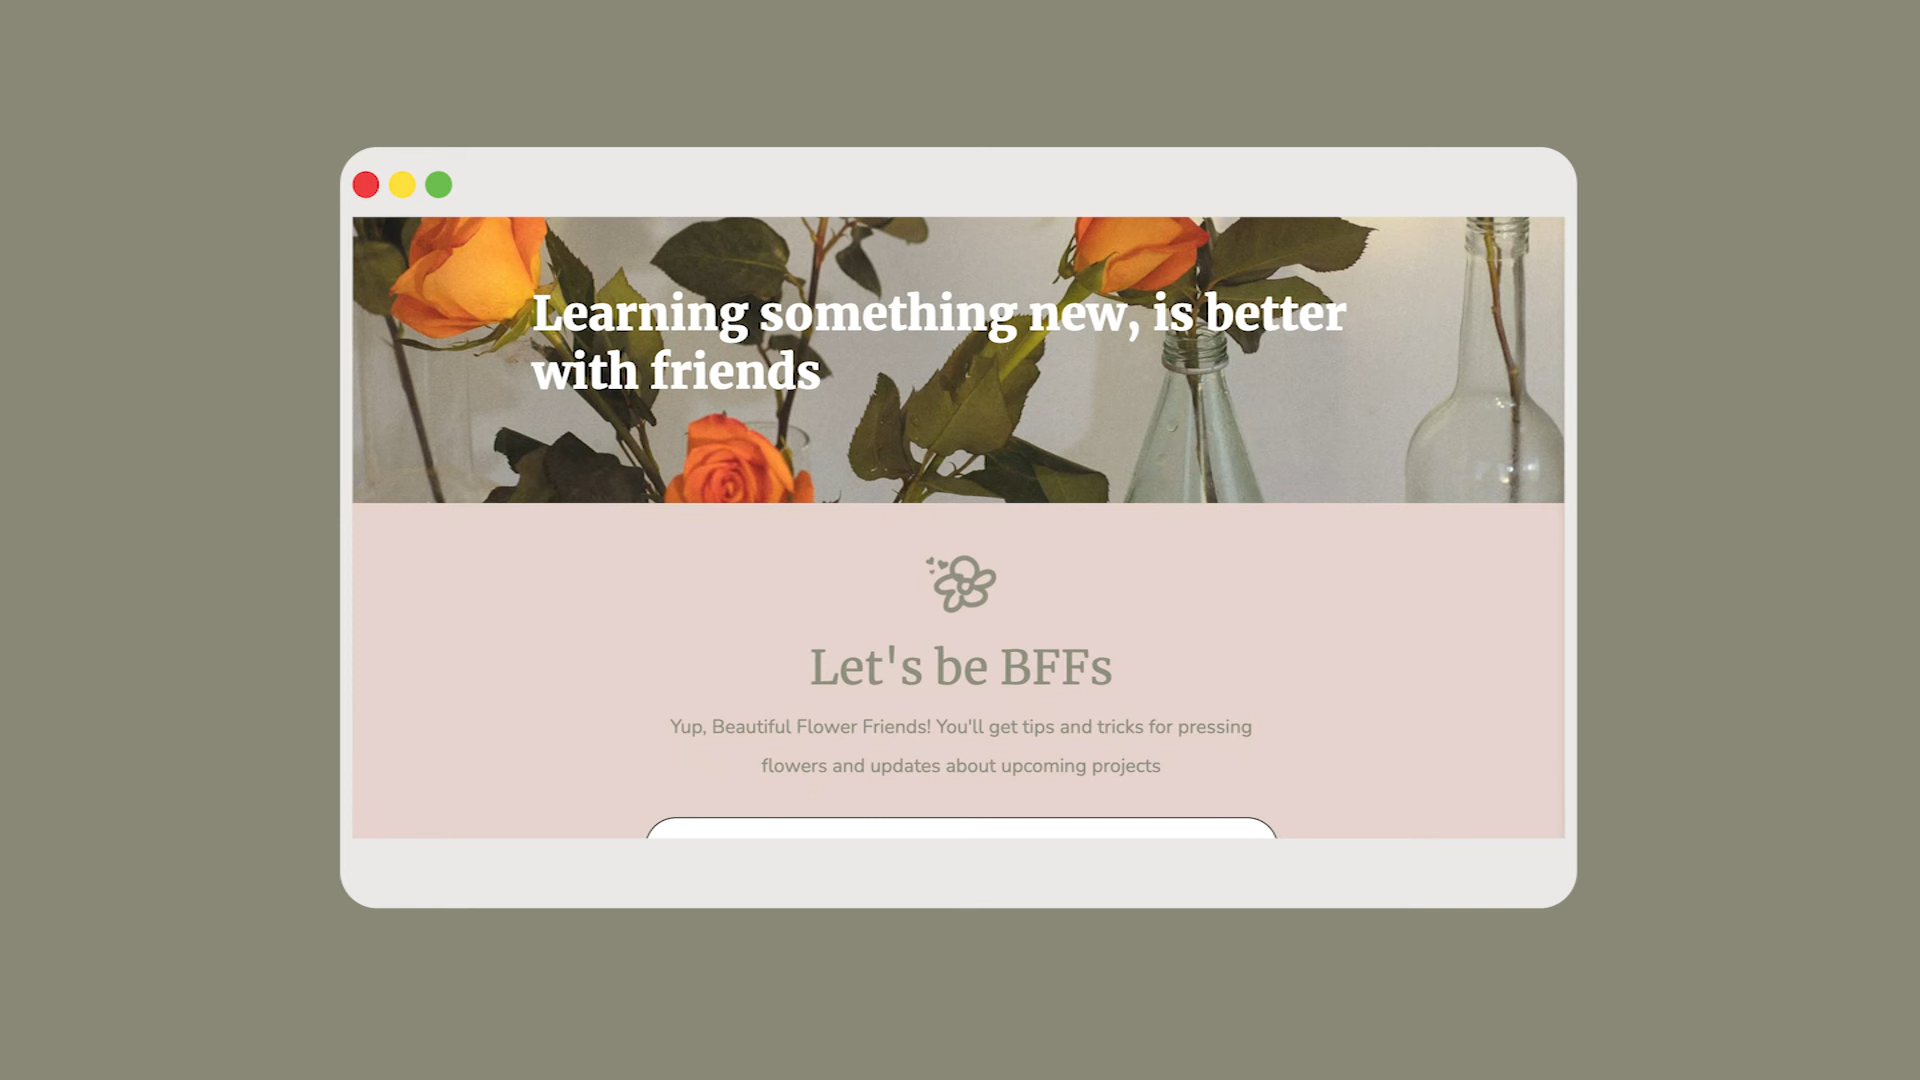 Learning something new, is better
with friends
Let's be BFFs
Yup, Beautiful Flower Friends! You'll get tips and tricks for pressing
flowers and updates about upcoming projects